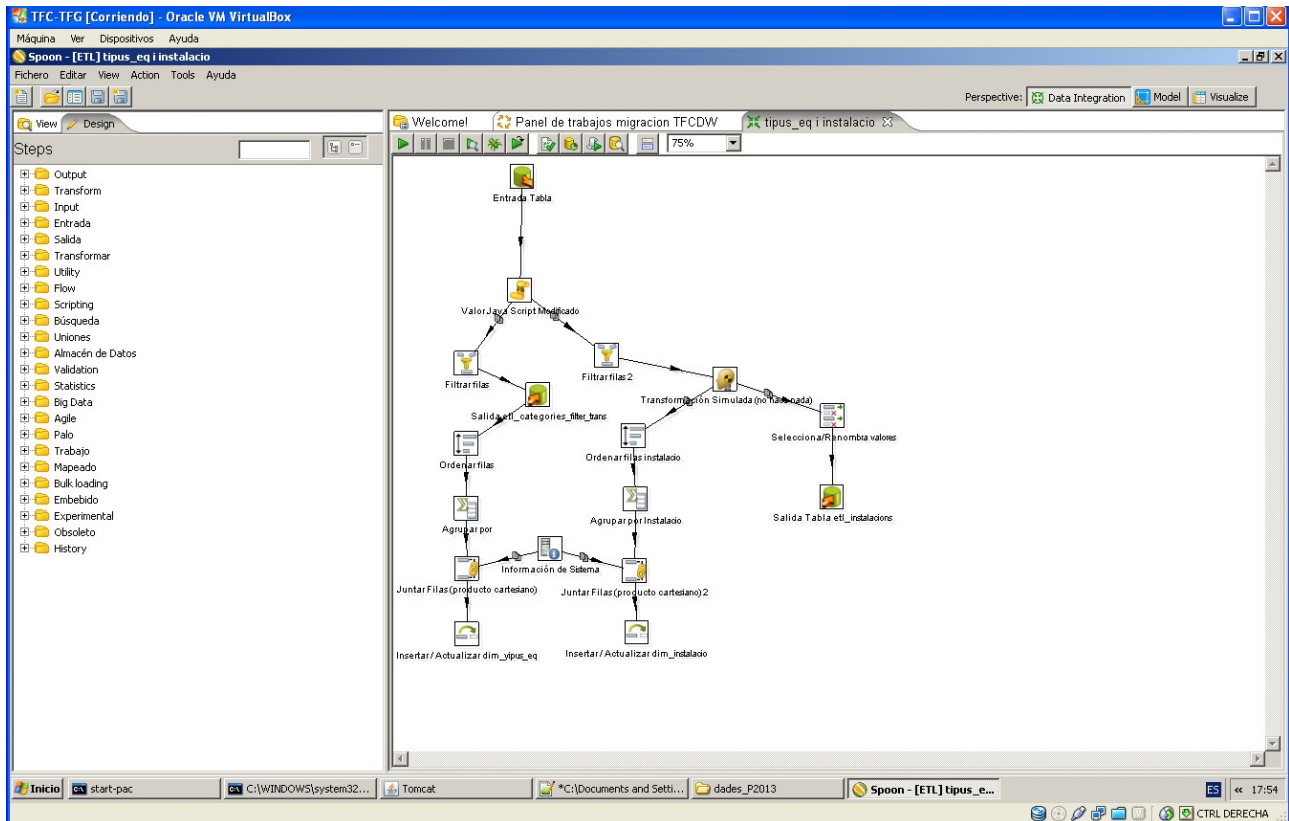 TFC-TFG [Corriendo] - Oracle VM VirtualBox
Máquina Ver Dispositivos Ayuda
Spoon - [ETL] tipus_eq i instalacio
Fichero Editar View Action Tools Ayuda
Perspective: Data Integration Model Visualize
View Design
Welcome! Panel de trabajos migracion TFCDW tipus_eq i instalacio
Steps
75%
Output
Transform
Input
Entrada
Salida
Transformar
Utility
Flow
Scripting
Búsqueda
Uniones
Almacén de Datos
Validation
Statistics
Big Data
Agile
Palo
Trabajo
Mapeado
Bulk loading
Embebido
Experimental
Obsoleto
History
Entrada Tabla
Valor Java Script Modificado
Filtrar filas
Filtrar filas 2
Transformación Simulada (no hace nada)
Salida etl_categories_filter_trans
Selecciona/Renombra valores
Ordenar filas
Ordenar filas instalacio
Agrupar por
Agrupar por Instalacio
Salida Tabla etl_instalacions
Información de Sistema
Juntar Filas (producto cartesiano)
Juntar Filas (producto cartesiano) 2
Insertar / Actualizar dim_yipus_eq
Insertar / Actualizar dim_instalacio
Inicio start-pac C:\WINDOWS\system32... Tomcat *C:\Documents and Setti... dades_P2013 Spoon - [ETL] tipus_e... ES « 17:54
CTRL DERECHA